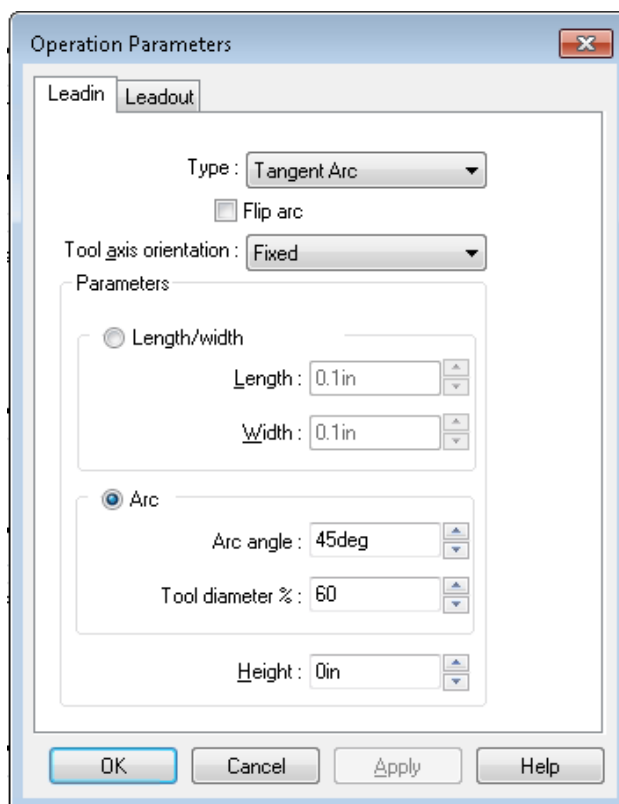 Operation Parameters
Leadin Leadout
Type : Tangent Arc
Flip arc
Tool axis orientation : Fixed
Parameters
Length/width
Length : 0.1in
Width : 0.1in
Arc
Arc angle : 45deg
Tool diameter % : 60
Height : 0in
OK Cancel Apply Help